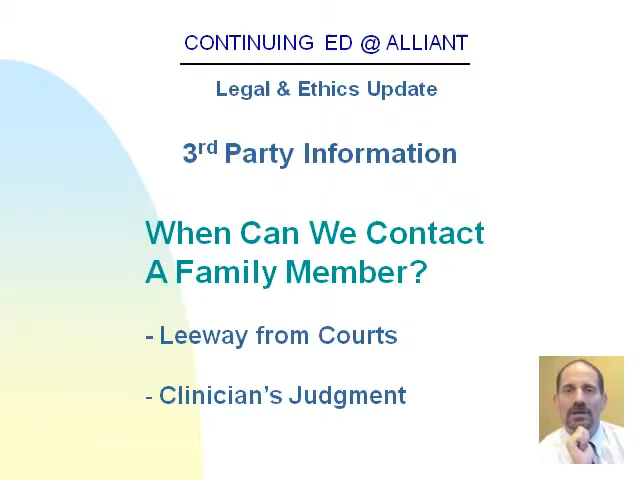 CONTINUING ED @ ALLIANT
Legal & Ethics Update
3rd Party Information
When Can We Contact
A Family Member?
- Leeway from Courts
- Clinician's Judgment